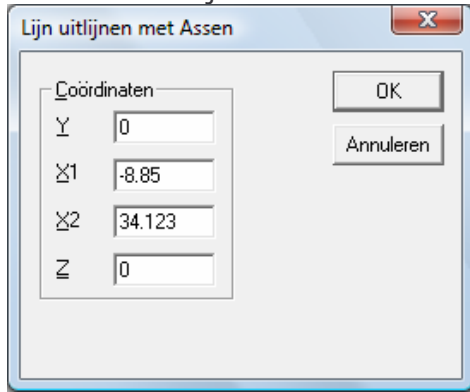 Lijn uitlijnen met Assen
Coördinaten
Y 0
X1 -8.85
X2 34.123
Z 0
OK
Annuleren